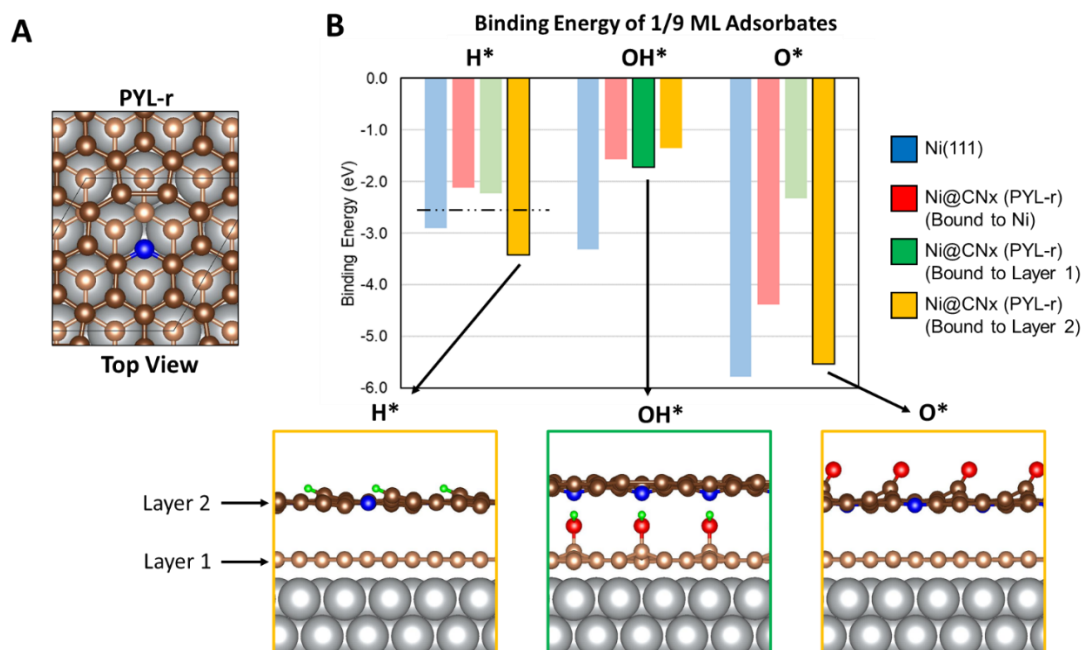 A
PYL-r
Top View
B
Binding Energy of 1/9 ML Adsorbates
H*
OH*
O*
Binding Energy (eV)
0.0
-1.0
-2.0
-3.0
-4.0
-5.0
-6.0
Ni(111)
Ni@CNx (PYL-r)
(Bound to Ni)
Ni@CNx (PYL-r)
(Bound to Layer 1)
Ni@CNx (PYL-r)
(Bound to Layer 2)
H*
OH*
O*
Layer 2
Layer 1